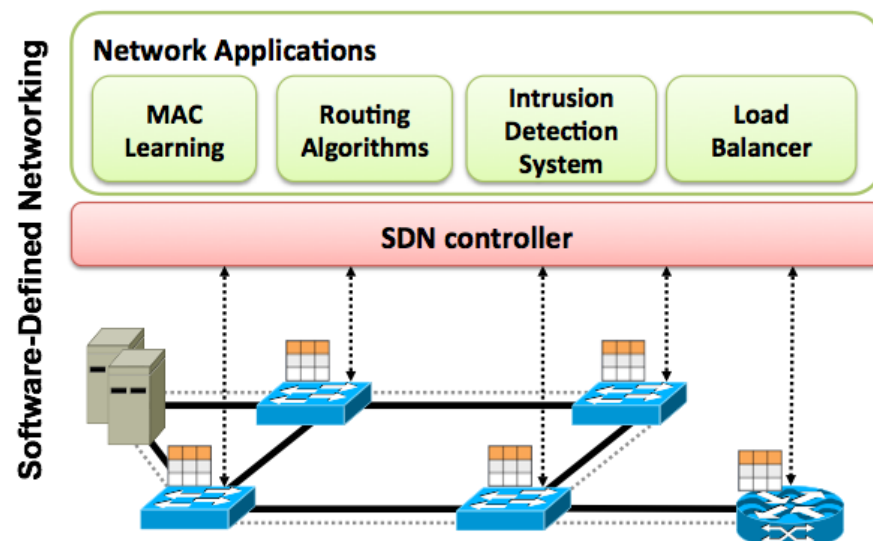 Software-Defined Networking
Network Applications
MAC
Learning
Routing
Algorithms
Intrusion
Detection
System
Load
Balancer
SDN controller